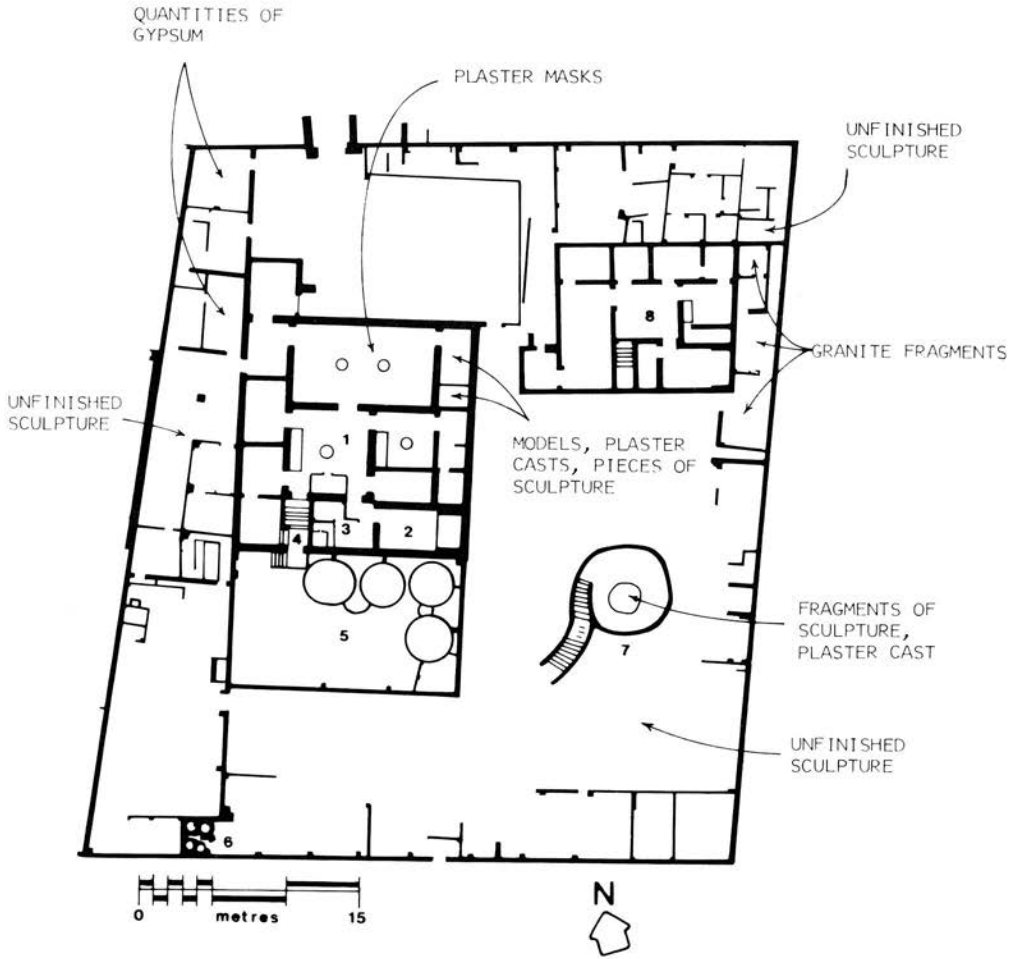 QUANTITIES OF
GYPSUM
PLASTER MASKS
UNFINISHED
SCULPTURE
8
GRANITE FRAGMENTS
UNFINISHED
SCULPTURE
1
MODELS, PLASTER
CASTS, PIECES OF
SCULPTURE
3
2
4
5
7
FRAGMENTS OF
SCULPTURE,
PLASTER CAST
UNFINISHED
SCULPTURE
6
0
metres
15
N